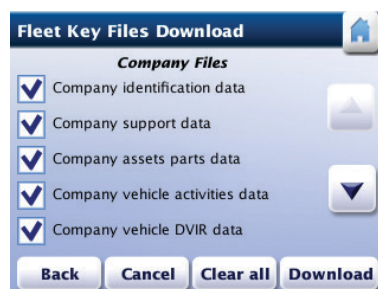 Fleet Key Files Download
Company Files
Company identification data
Company support data
Company assets parts data
Company vehicle activities data
Company vehicle DVIR data
Back Cancel Clear all Download